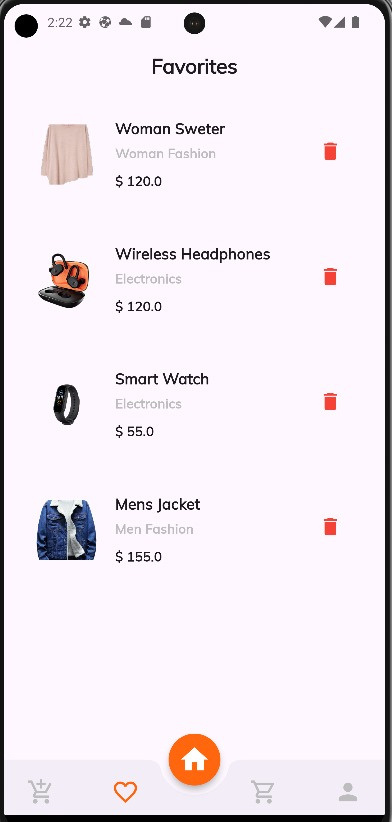 2:22
Favorites
Woman Sweter
Woman Fashion
$ 120.0
Wireless Headphones
Electronics
$ 120.0
Smart Watch
Electronics
$ 55.0
Mens Jacket
Men Fashion
$ 155.0